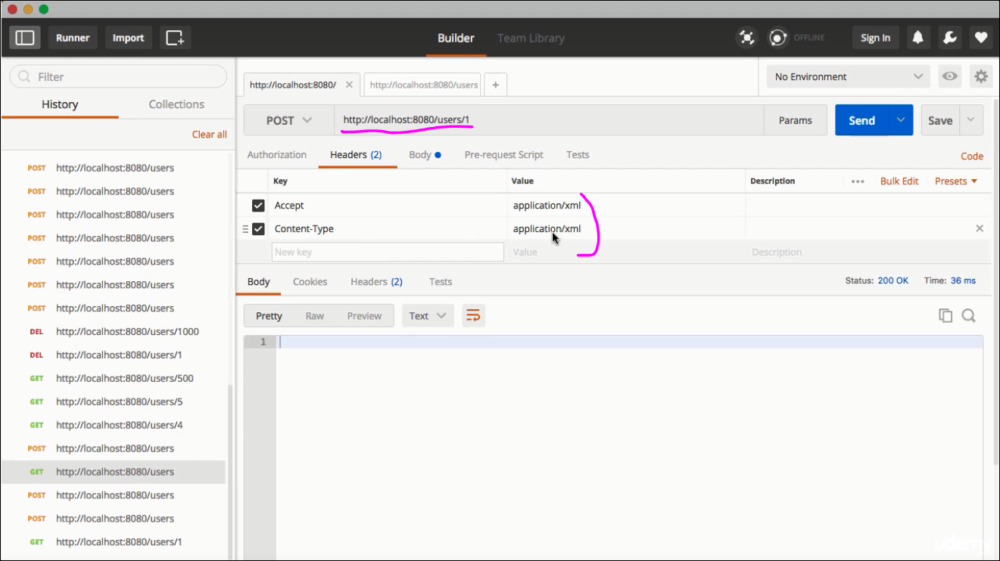 Runner Import Builder Team Library OFFLINE Sign In
Filter
History Collections
Clear all
POST http://localhost:8080/users
POST http://localhost:8080/users
POST http://localhost:8080/users
POST http://localhost:8080/users
POST http://localhost:8080/users
POST http://localhost:8080/users
POST http://localhost:8080/users
DEL http://localhost:8080/users/1000
DEL http://localhost:8080/users/1
GET http://localhost:8080/users/500
GET http://localhost:8080/users/5
GET http://localhost:8080/users/4
POST http://localhost:8080/users
GET http://localhost:8080/users
POST http://localhost:8080/users
POST http://localhost:8080/users
GET http://localhost:8080/users/1
http://localhost:8080/ http://localhost:8080/users + No Environment
POST http://localhost:8080/users/1 Params Send Save
Authorization Headers (2) Body Pre-request Script Tests Code
Key Value Description ••• Bulk Edit Presets
Accept application/xml
Content-Type application/xml
New key Value Description
Body Cookies Headers (2) Tests Status: 200 OK Time: 36 ms
Pretty Raw Preview Text
1
udemy